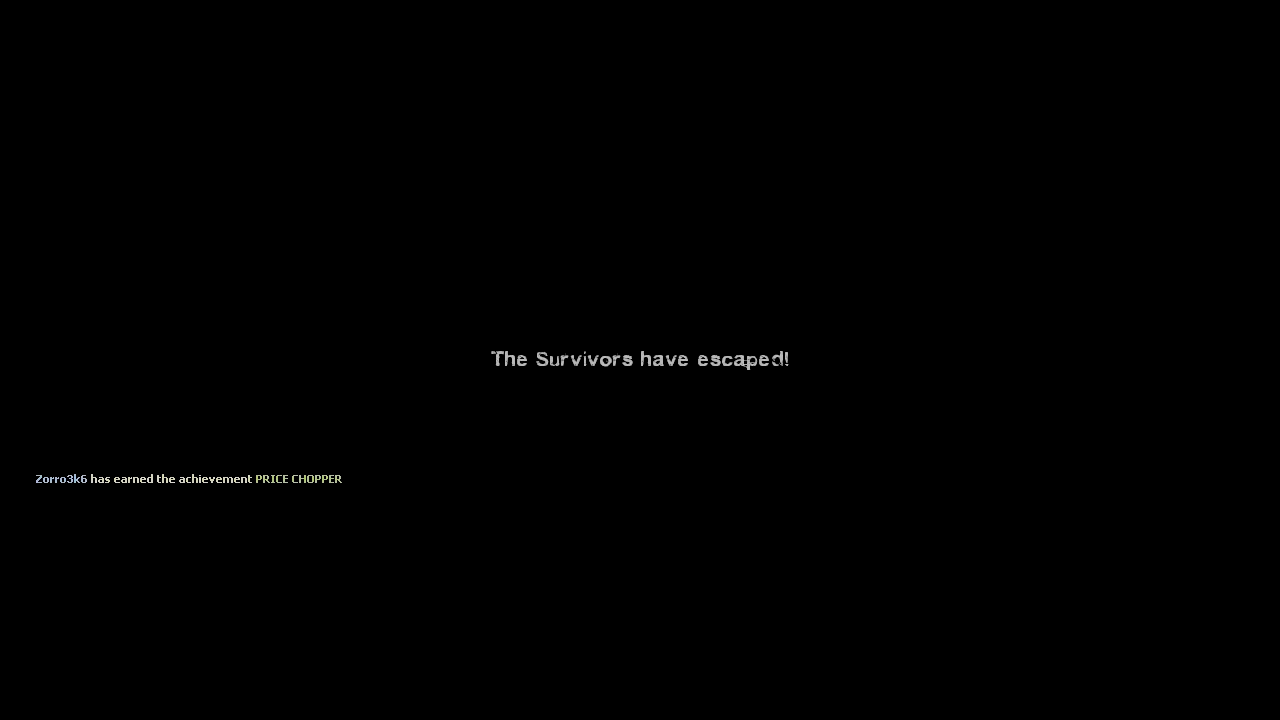 The Survivors have escaped!
Zorro3k6 has earned the achievement PRICE CHOPPER